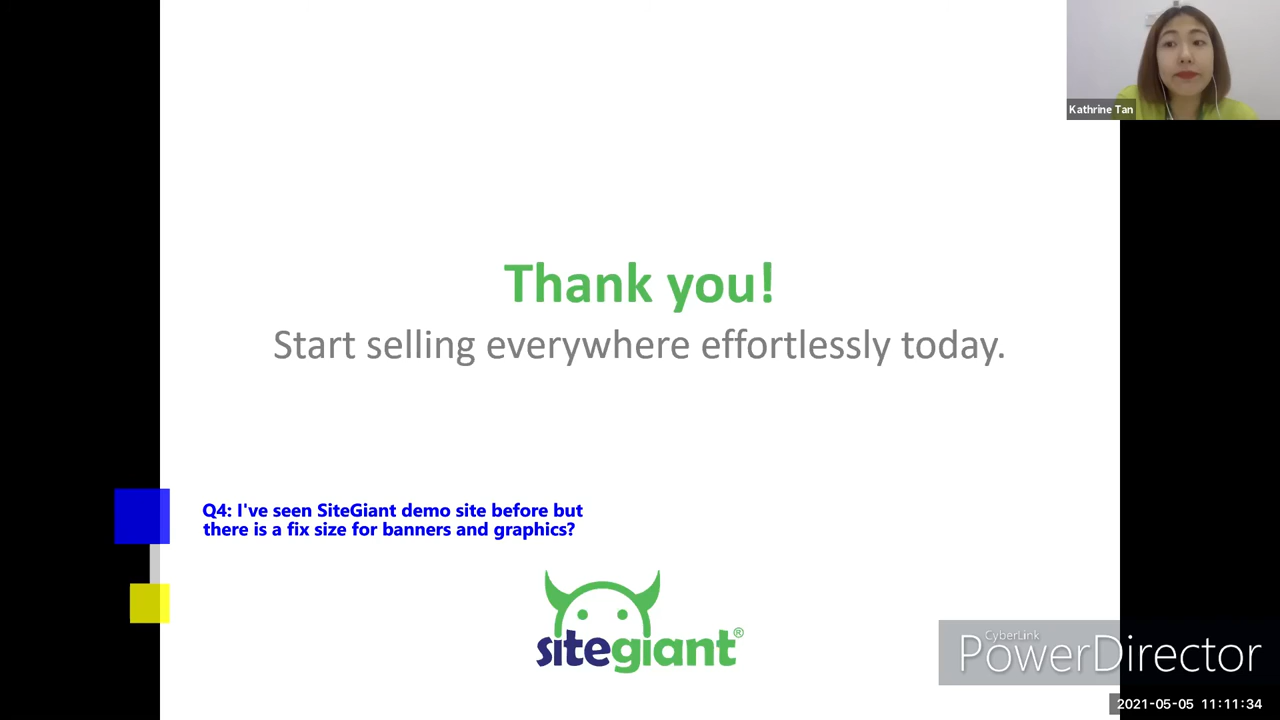 Kathrine Tan
Thank you!
Start selling everywhere effortlessly today.
Q4: I've seen SiteGiant demo site before but
there is a fix size for banners and graphics?
sitegiant®
CyberLink
PowerDirector
2021-05-05 11:11:34